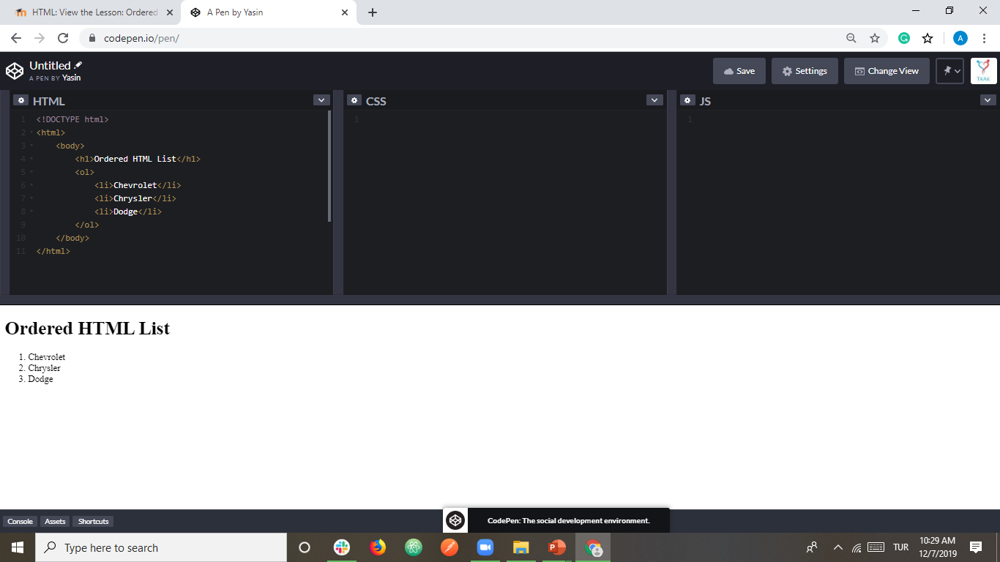 HTML: View the Lesson: Ordered
A Pen by Yasin
codepen.io/pen/
A
Untitled
A PEN BY Yasin
Save
Settings
Change View
TKAK
HTML
CSS
JS
1 <!DOCTYPE html>
2 <html>
3 <body>
4 <h1>Ordered HTML List</h1>
5 <ol>
6 <li>Chevrolet</li>
7 <li>Chrysler</li>
8 <li>Dodge</li>
9 </ol>
10 </body>
11 </html>
1
1
Ordered HTML List
1. Chevrolet
2. Chrysler
3. Dodge
Console
Assets
Shortcuts
CodePen: The social development environment.
Type here to search
TUR
10:29 AM
12/7/2019